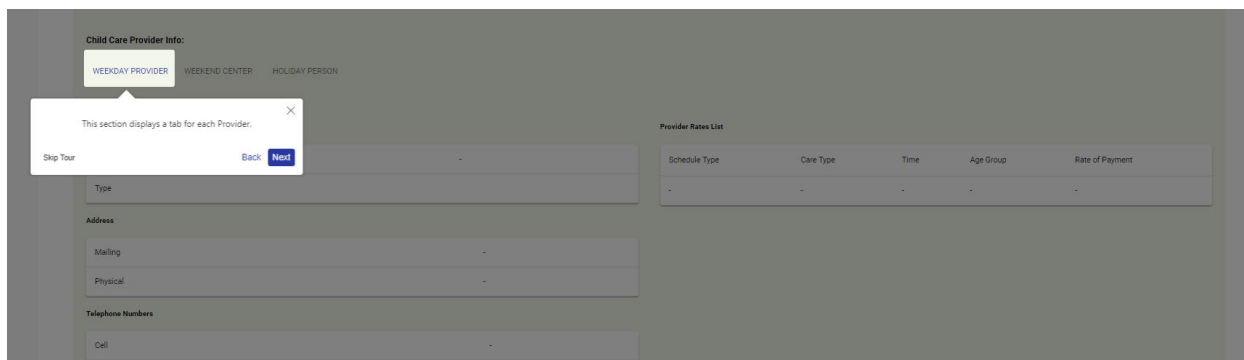 Child Care Provider Info:
WEEKDAY PROVIDER WEEKEND CENTER HOLIDAY PERSON
This section displays a tab for each Provider.
Skip Tour Back Next
-
Type
Address
Mailing -
Physical -
Telephone Numbers
Cell -
Provider Rates List
Schedule Type Care Type Time Age Group Rate of Payment
- - - - -